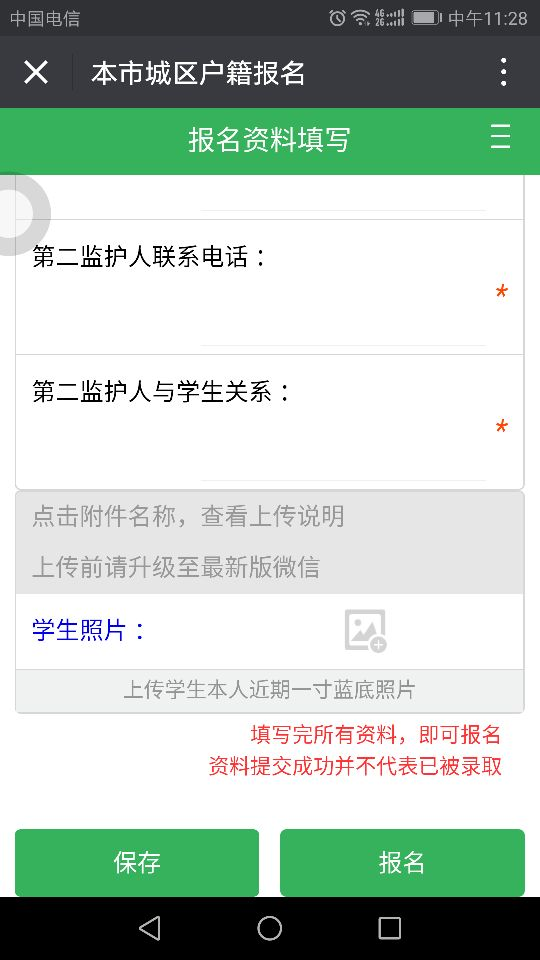 中国电信
4G
2G
中午11:28
本市城区户籍报名
报名资料填写
第二监护人联系电话：
*
第二监护人与学生关系：
*
点击附件名称，查看上传说明
上传前请升级至最新版微信
学生照片：
上传学生本人近期一寸蓝底照片
填写完所有资料，即可报名
资料提交成功并不代表已被录取
保存
报名